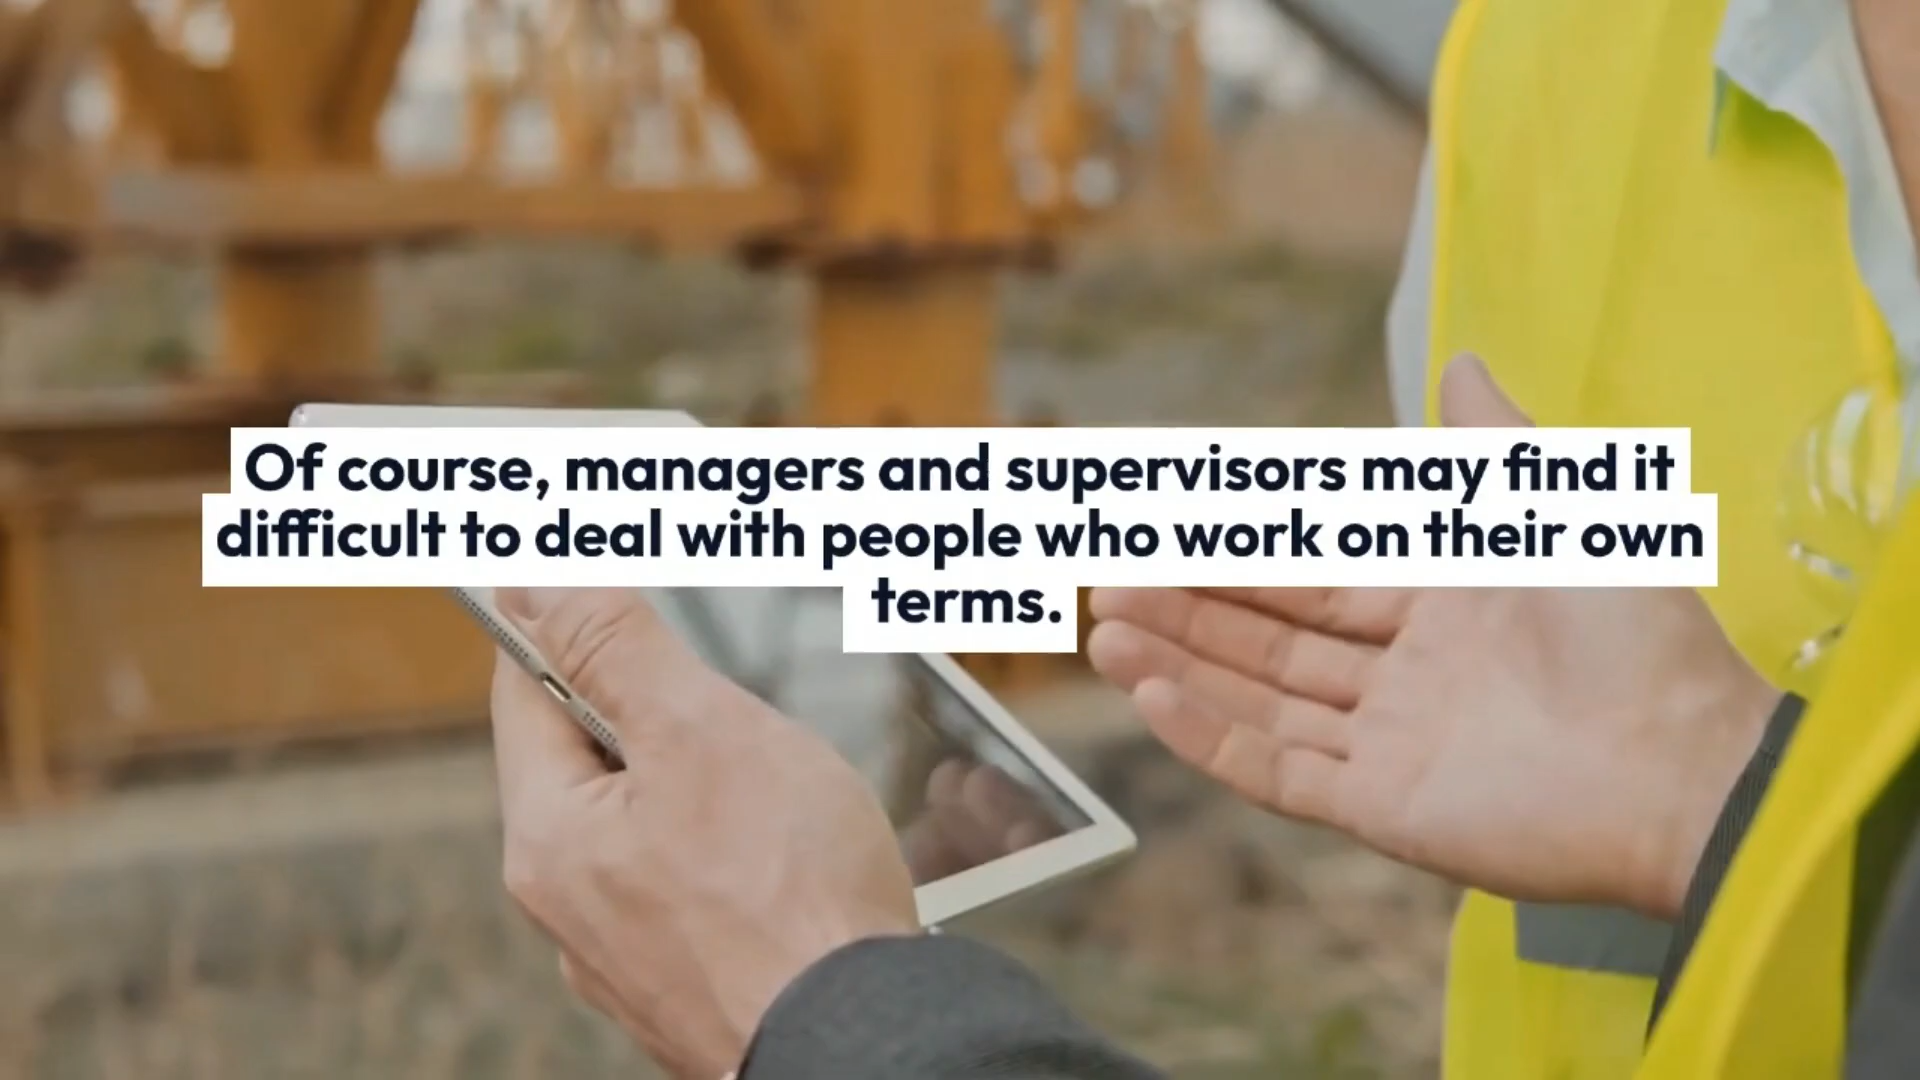 Of course, managers and supervisors may find it
difficult to deal with people who work on their own
terms.